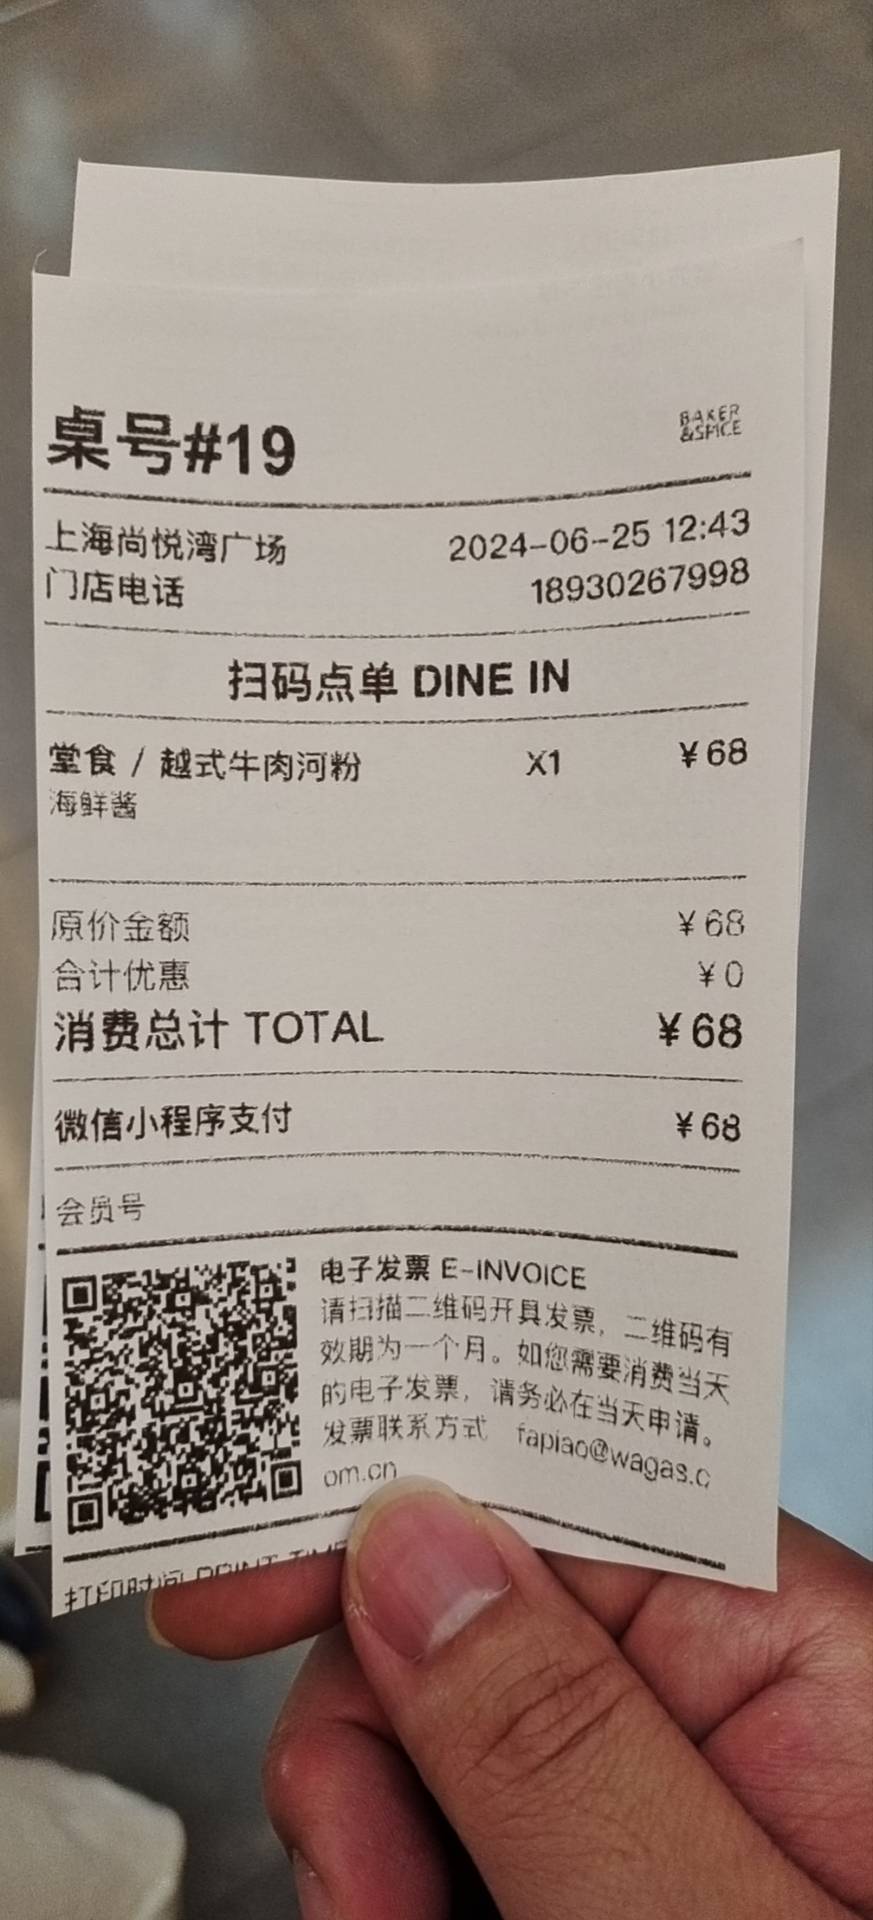 桌号#19
BAKER
&SPICE
上海尚悦湾广场 2024-06-25 12:43
门店电话 18930267998
扫码点单 DINE IN
堂食 / 越式牛肉河粉 X1 ¥68
海鲜酱
原价金额 ¥68
合计优惠 ¥0
消费总计 TOTAL ¥68
微信小程序支付 ¥68
会员号
电子发票 E-INVOICE
请扫描二维码开具发票，二维码有
效期为一个月。如您需要消费当天
的电子发票，请务必在当天申请。
发票联系方式 fapiao@wagas.c
om.cn
打印时间 PRINT TIME